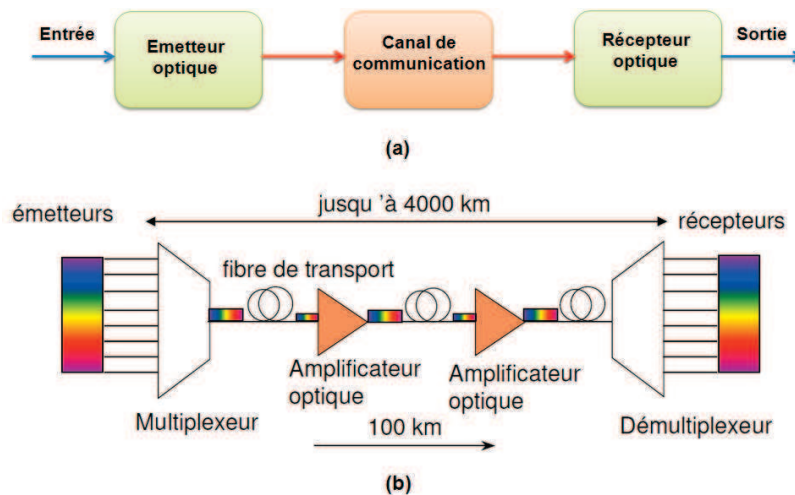 Entrée
Emetteur
optique
Canal de
communication
Récepteur
optique
Sortie
(a)
jusqu 'à 4000 km
émetteurs
récepteurs
fibre de transport
Amplificateur
optique
Amplificateur
optique
Multiplexeur
100 km
Démultiplexeur
(b)